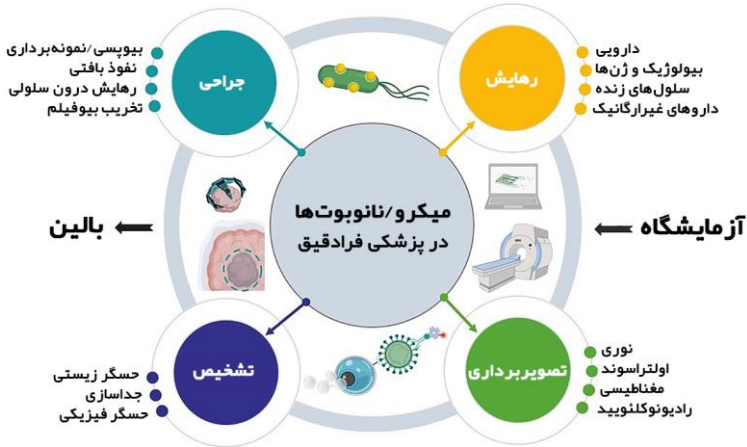 رهایش
دارویی
بیولوژیک و ژن‌ها
سلول‌های زنده
داروهای غیرارگانیک
جراحی
بیوپسی/نمونه‌برداری
نفوذ بافتی
رهایش درون سلولی
تخریب بیوفیلم
آزمایشگاه
میکرو/نانوبوت‌ها
در پزشکی فرادقیق
بالین
تصویربرداری
نوری
اولتراسوند
مغناطیسی
رادیونوکلئویید
تشخیص
حسگر زیستی
جداسازی
حسگر فیزیکی